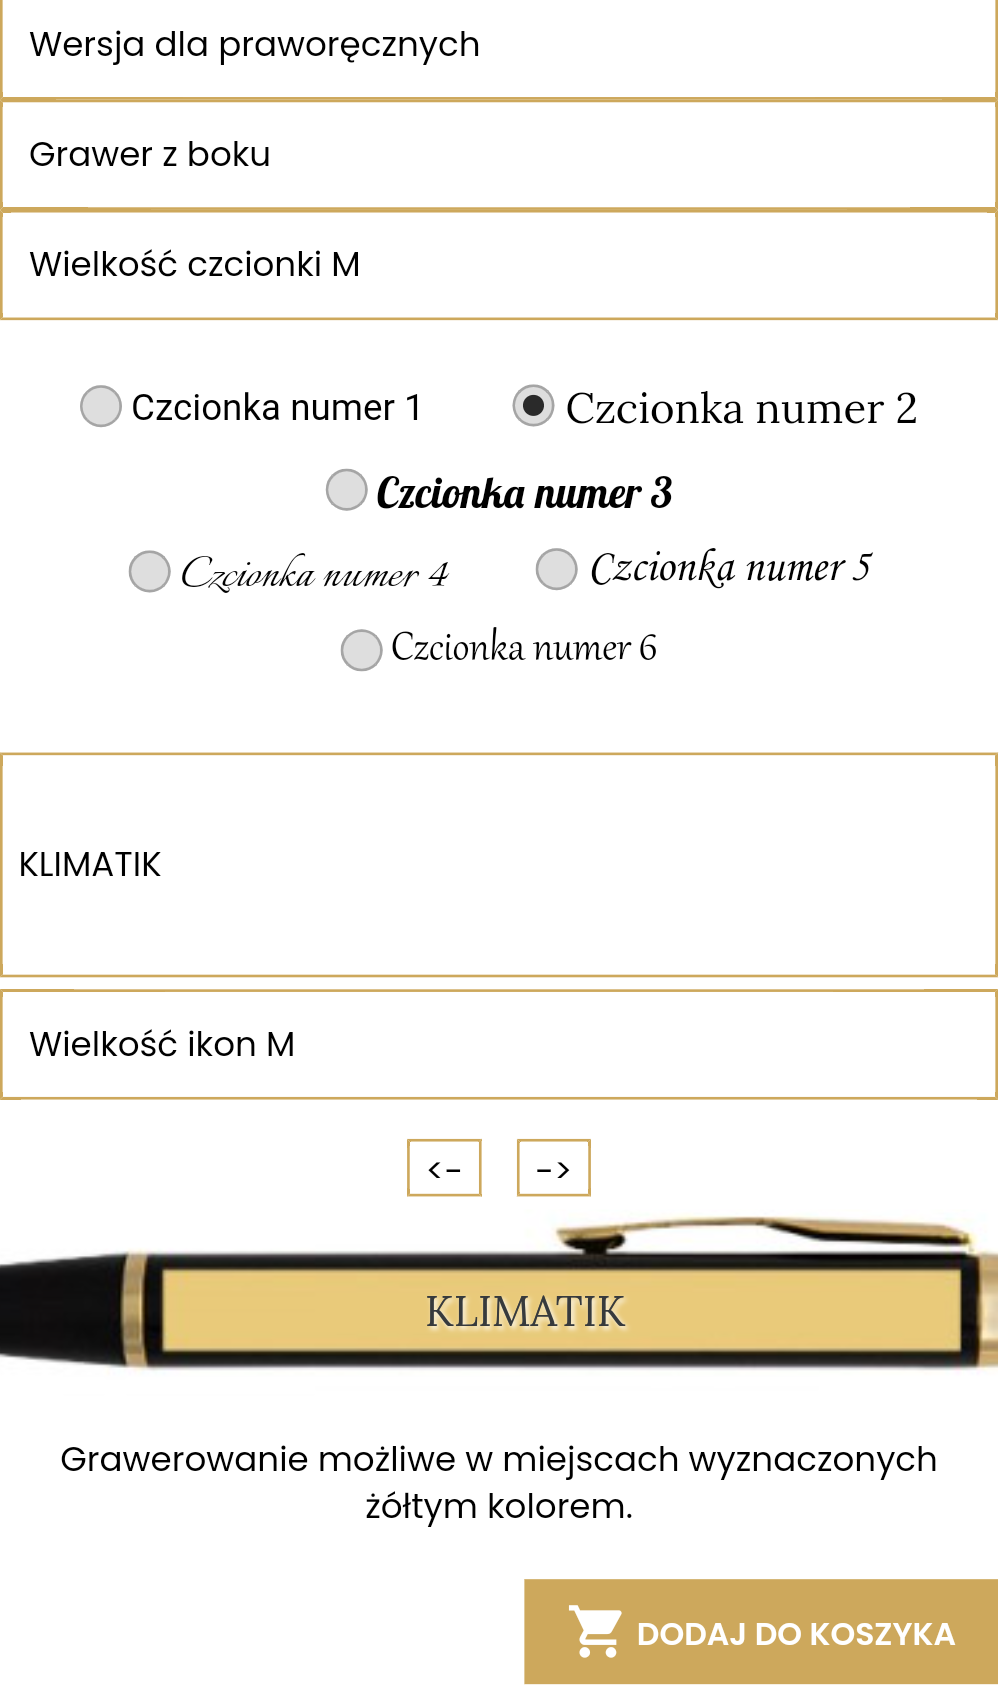 Wersja dla praworęcznych
Grawer z boku
Wielkość czcionki M
Czcionka numer 1
Czcionka numer 2
Czcionka numer 3
Czcionka numer 4
Czcionka numer 5
Czcionka numer 6
KLIMATIK
Wielkość ikon M
<- ->
KLIMATIK
Grawerowanie możliwe w miejscach wyznaczonych
żółtym kolorem.
DODAJ DO KOSZYKA